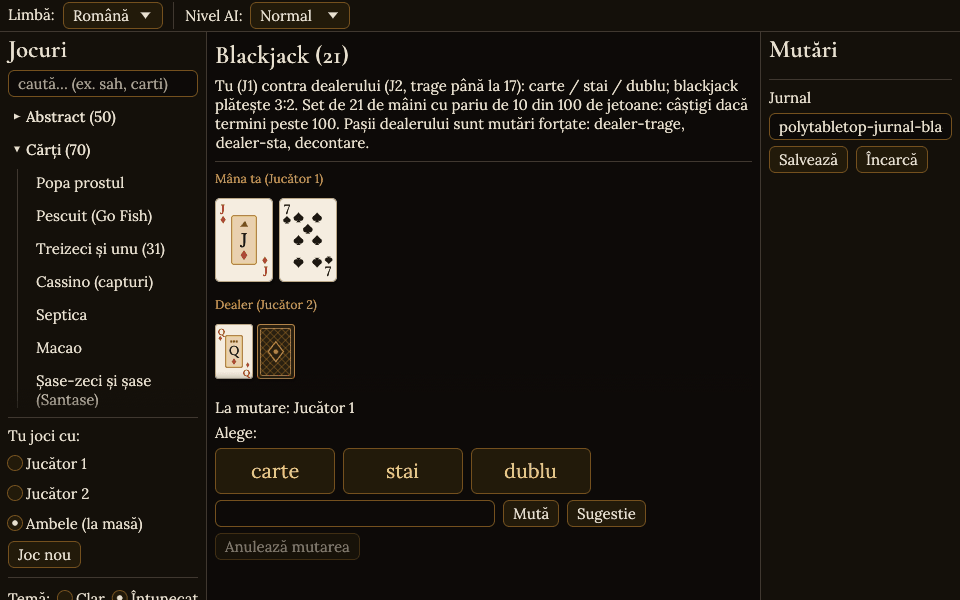 Limbă: Română Nivel AI: Normal
Jocuri
caută... (ex. sah, carti)
Abstract (50)
Cărți (70)
Popa prostul
Pescuit (Go Fish)
Treizeci și unu (31)
Cassino (capturi)
Septica
Macao
Șase-zeci și șase
(Santase)
Tu joci cu:
Jucător 1
Jucător 2
Ambele (la masă)
Joc nou
Temă: Clar Întunecat
Blackjack (21)
Tu (J1) contra dealerului (J2, trage până la 17): carte / stai / dublu; blackjack
plătește 3:2. Set de 21 de mâini cu pariu de 10 din 100 de jetoane: câștigi dacă
termini peste 100. Pașii dealerului sunt mutări forțate: dealer-trage,
dealer-sta, decontare.
Mâna ta (Jucător 1)
J J J
7 7
Dealer (Jucător 2)
Q Q Q
La mutare: Jucător 1
Alege:
carte stai dublu
Mută Sugestie
Anulează mutarea
Mutări
Jurnal
polytabletop-jurnal-bla
Salvează Încarcă